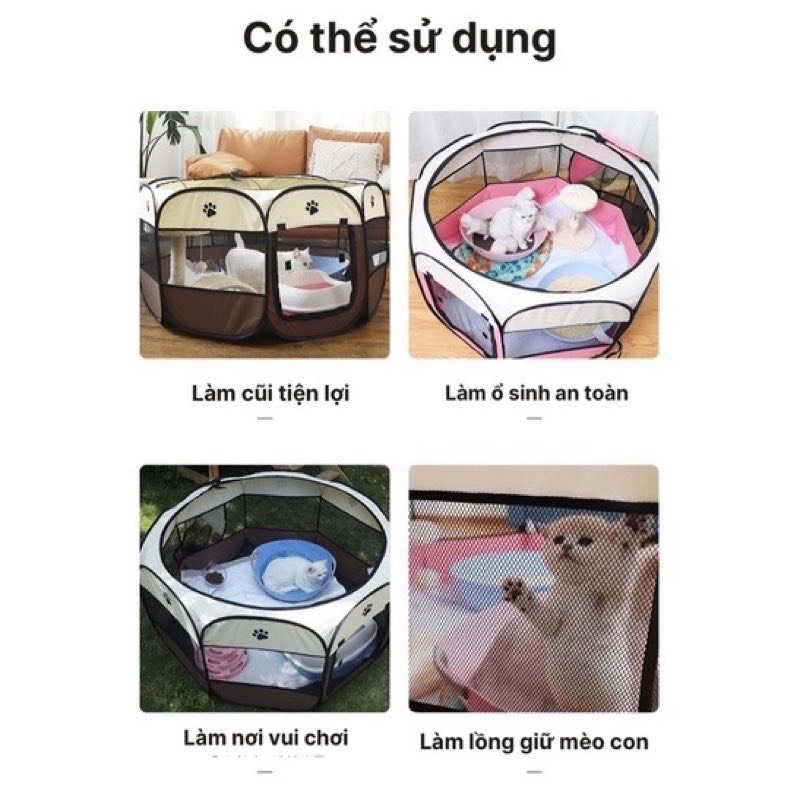 Có thể sử dụng
Làm cũi tiện lợi
Làm ổ sinh an toàn
Làm nơi vui chơi
Làm lồng giữ mèo con